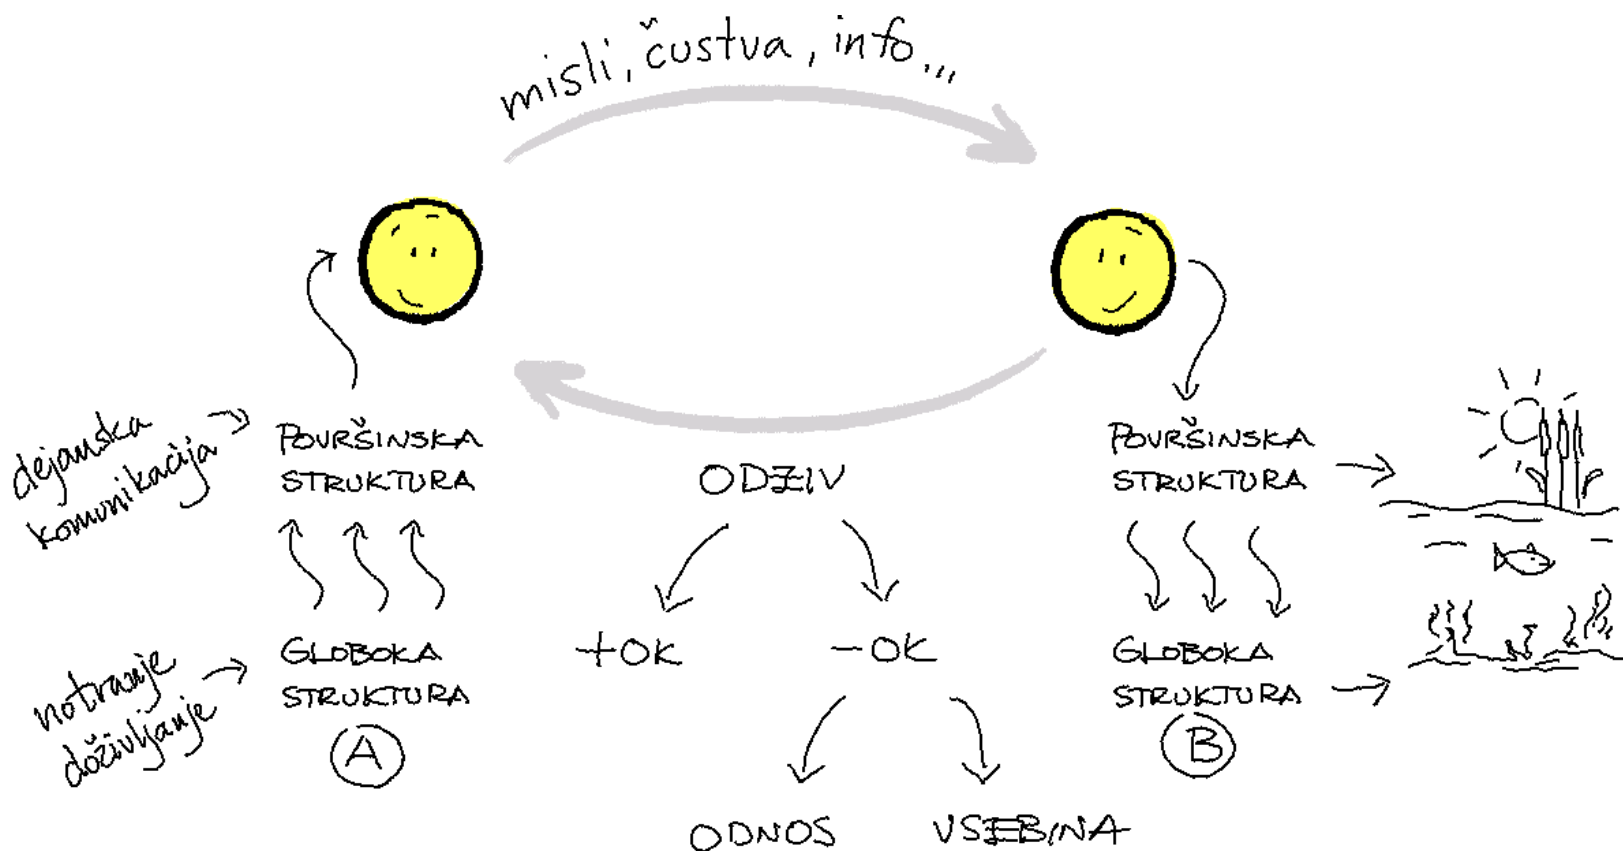 misli, čustva, info...
dejanska
komunikacija
POVRŠINSKA
STRUKTURA
ODZIV
POVRŠINSKA
STRUKTURA
notranje
doživljanje
GLOBOKA
STRUKTURA
A
+OK
-OK
GLOBOKA
STRUKTURA
B
ODNOS
VSEBINA